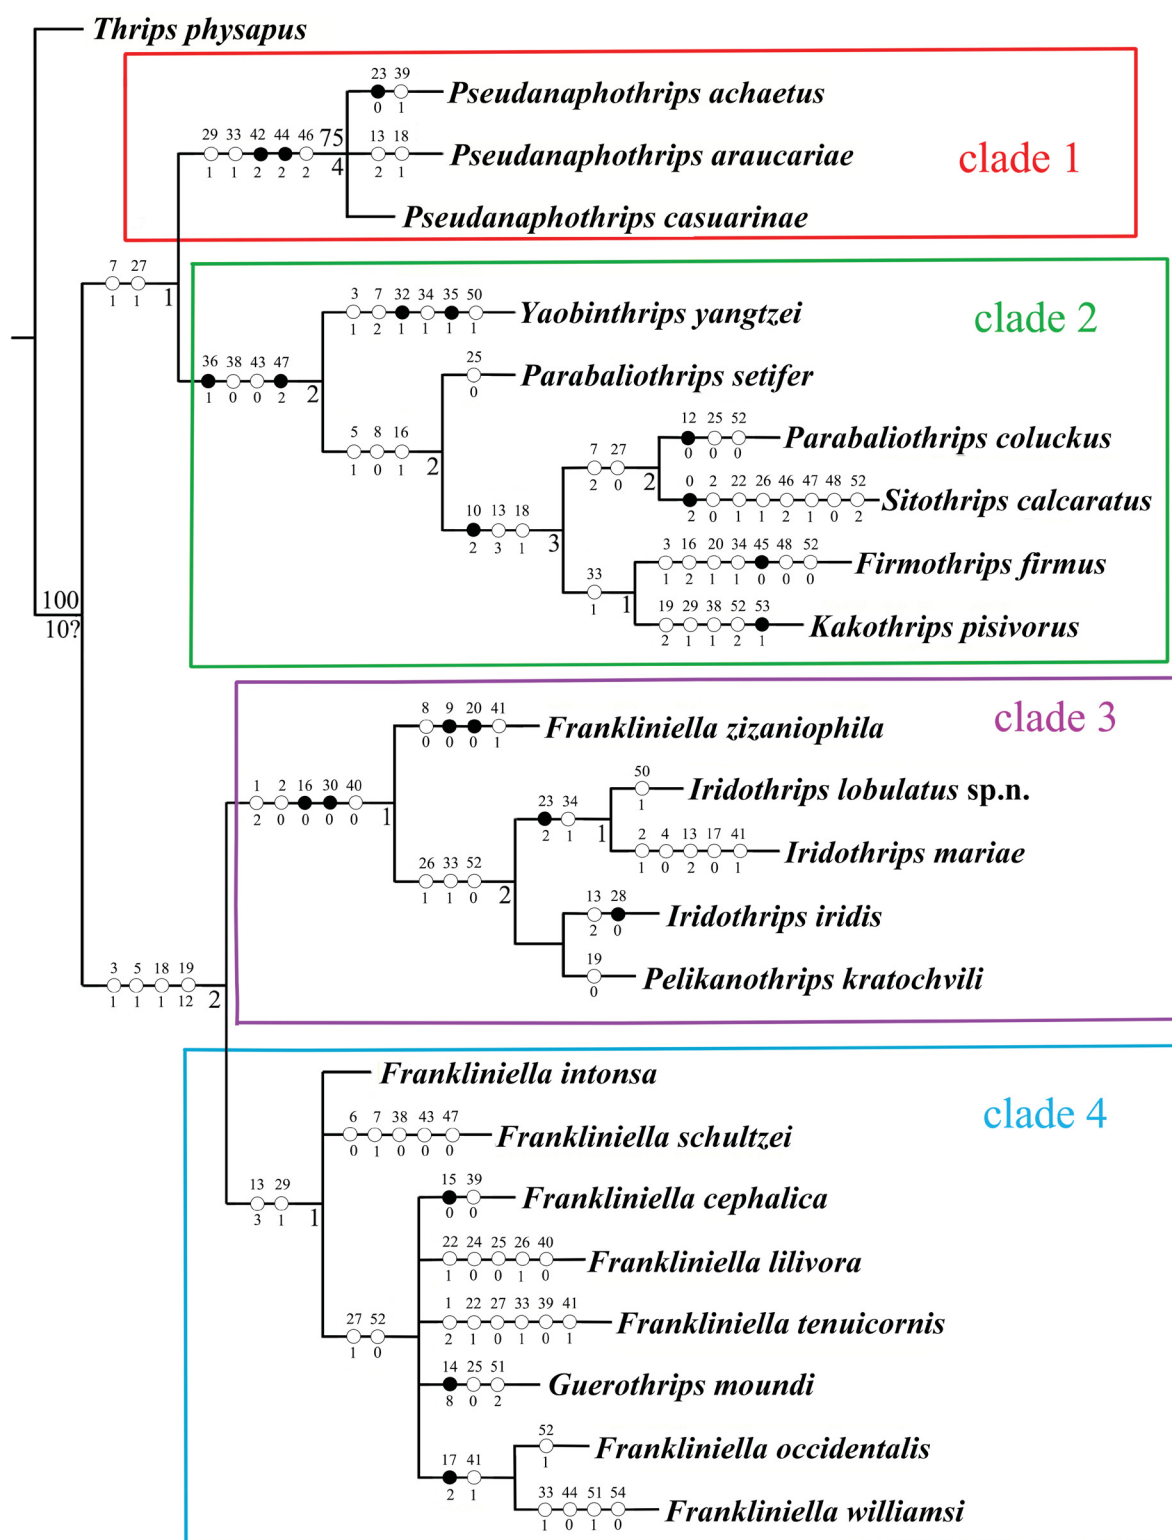 Thrips physapus
23 39
Pseudanaphothrips achaetus
0 1
29 33 42 44 46 75 13 18
Pseudanaphothrips araucariae
clade 1
1 1 2 2 2 4 2 1
Pseudanaphothrips casuarinae
7 27
1 1 1
3 7 32 34 35 50
Yaobinthrips yangtzei
clade 2
1 2 1 1 1 1
36 38 43 47
25
Parabaliothrips setifer
0
1 0 0 2 2
5 8 16
1 0 1 2
12 25 52
Parabaliothrips coluckus
0 0 0
7 27
2 0 2
0 2 22 26 46 47 48 52
Sitothrips calcaratus
2 0 1 1 2 1 0 2
10 13 18
2 3 1 3
3 16 20 34 45 48 52
Firmothrips firmus
1 2 1 1 0 0 0
33
1 1
19 29 38 52 53
Kakothrips pisivorus
2 1 1 2 1
100
10?
8 9 20 41
Frankliniella zizaniophila
clade 3
0 0 0 1
1 2 16 30 40
2 0 0 0 0 1
50
Iridothrips lobulatus sp.n.
1
23 34
2 1 1
2 4 13 17 41
Iridothrips mariae
1 0 2 0 1
26 33 52
1 1 0 2
13 28
Iridothrips iridis
2 0
19
Pelikanothrips kratochvili
0
3 5 18 19
1 1 1 12 2
Frankliniella intonsa
clade 4
6 7 38 43 47
Frankliniella schultzei
0 1 0 0 0
13 29
3 1 1
15 39
Frankliniella cephalica
0 0
22 24 25 26 40
Frankliniella lilivora
1 0 0 1 0
1 22 27 33 39 41
Frankliniella tenuicornis
2 1 0 1 0 1
27 52
1 0
14 25 51
Guerothrips moundi
8 0 2
52
Frankliniella occidentalis
1
17 41
2 1
33 44 51 54
Frankliniella williamsi
1 0 1 0